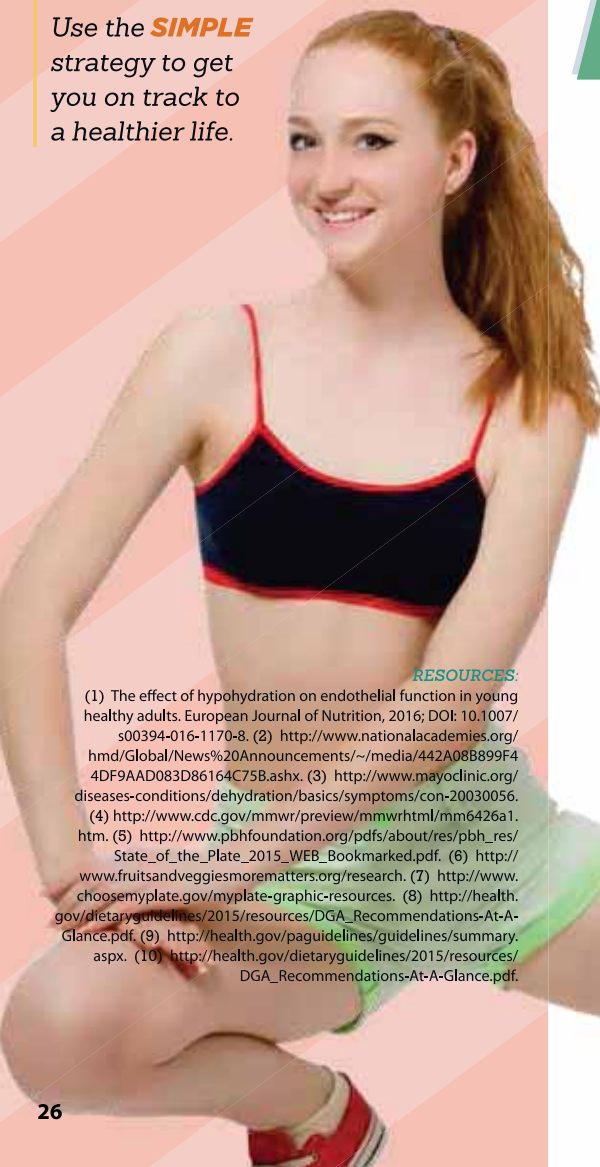 Use the SIMPLE
strategy to get
you on track to
a healthier life.
RESOURCES:
(1) The effect of hypohydration on endothelial function in young
healthy adults. European Journal of Nutrition, 2016; DOI: 10.1007/
s00394-016-1170-8. (2) http://www.nationalacademies.org/
hmd/Global/News%20Announcements/~/media/442A08B899F4
4DF9AAD083D86164C75B.ashx. (3) http://www.mayoclinic.org/
diseases-conditions/dehydration/basics/symptoms/con-20030056.
(4) http://www.cdc.gov/mmwr/preview/mmwrhtml/mm6426a1.
htm. (5) http://www.pbhfoundation.org/pdfs/about/res/pbh_res/
State_of_the_Plate_2015_WEB_Bookmarked.pdf. (6) http://
www.fruitsandveggiesmorematters.org/research. (7) http://www.
choosemyplate.gov/myplate-graphic-resources. (8) http://health.
gov/dietaryguidelines/2015/resources/DGA_Recommendations-At-A-
Glance.pdf. (9) http://health.gov/paguidelines/guidelines/summary.
aspx. (10) http://health.gov/dietaryguidelines/2015/resources/
DGA_Recommendations-At-A-Glance.pdf.
26